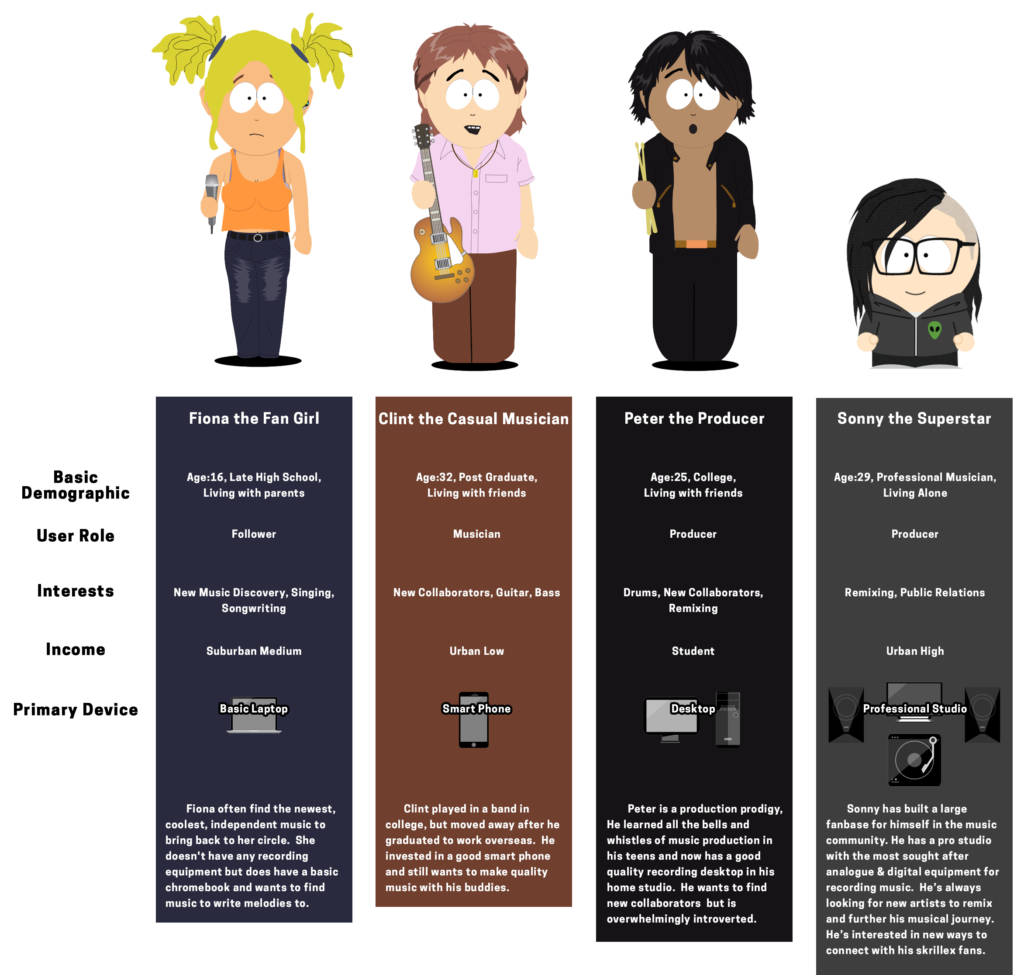 Fiona the Fan Girl
Clint the Casual Musician
Peter the Producer
Sonny the Superstar
Basic
Demographic
Age:16, Late High School,
Living with parents
Age:32, Post Graduate,
Living with friends
Age:25, College,
Living with friends
Age:29, Professional Musician,
Living Alone
User Role
Follower
Musician
Producer
Producer
Interests
New Music Discovery, Singing,
Songwriting
New Collaborators, Guitar, Bass
Drums, New Collaborators,
Remixing
Remixing, Public Relations
Income
Suburban Medium
Urban Low
Student
Urban High
Primary Device
Basic Laptop
Smart Phone
Desktop
Professional Studio
Fiona often find the newest,
coolest, independent music to
bring back to her circle. She
doesn't have any recording
equipment but does have a basic
chromebook and wants to find
music to write melodies to.
Clint played in a band in
college, but moved away after he
graduated to work overseas. He
invested in a good smart phone
and still wants to make quality
music with his buddies.
Peter is a production prodigy,
He learned all the bells and
whistles of music production in
his teens and now has a good
quality recording desktop in his
home studio. He wants to find
new collaborators but is
overwhelmingly introverted.
Sonny has built a large
fanbase for himself in the music
community. He has a pro studio
with the most sought after
analogue & digital equipment for
recording music. He's always
looking for new artists to remix
and further his musical journey.
He's interested in new ways to
connect with his skrillex fans.